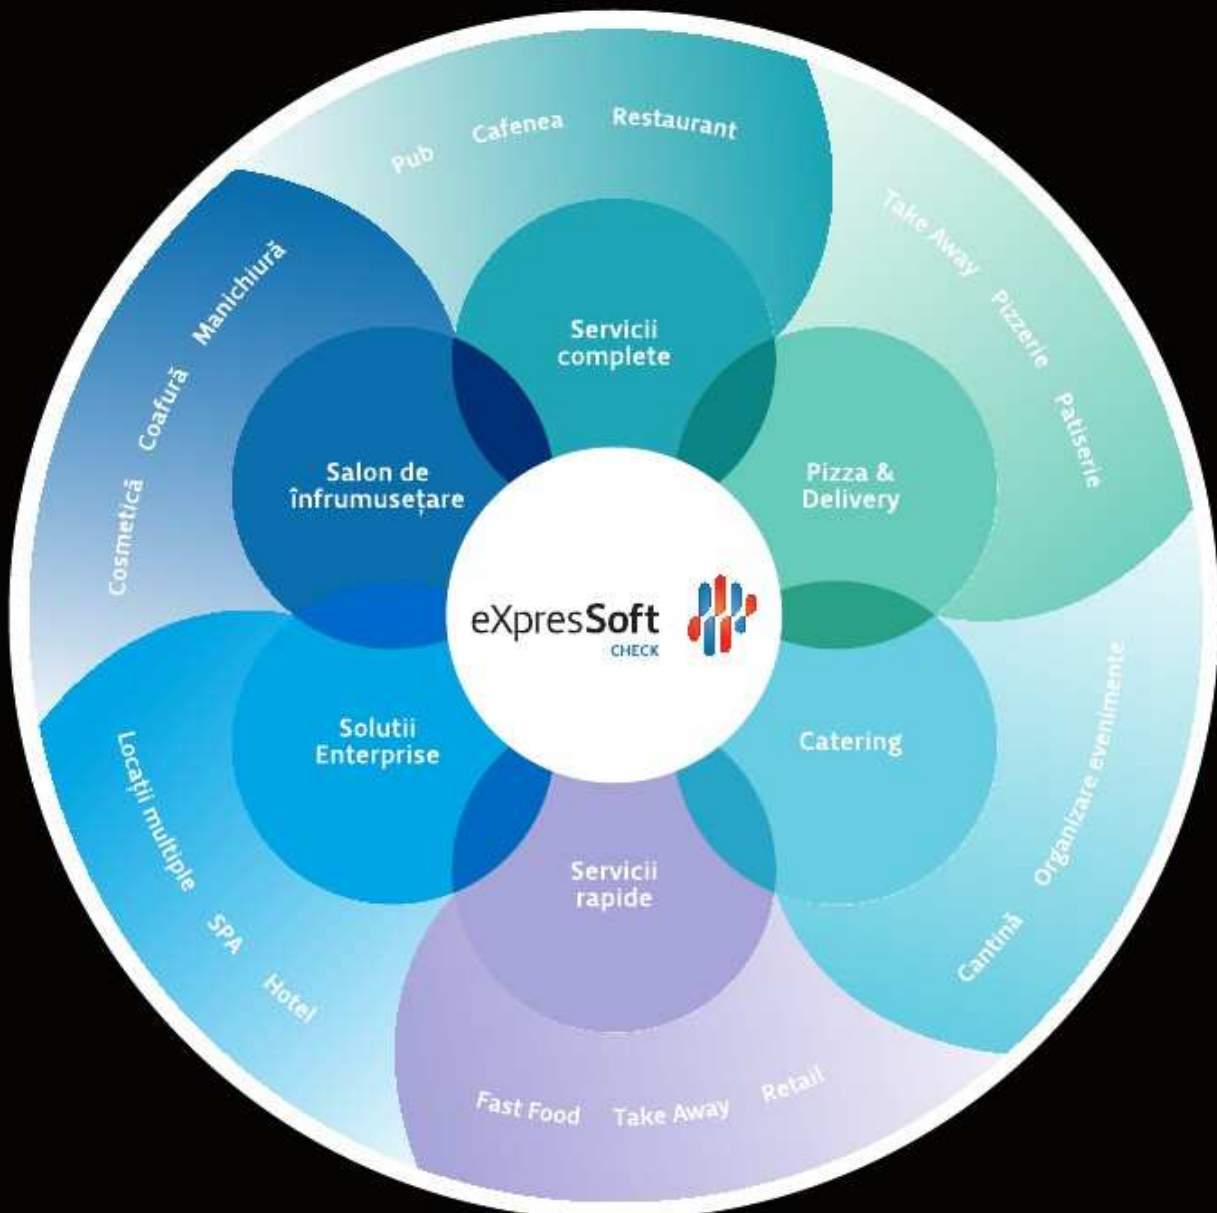 Pub Cafenea Restaurant
Take Away Pizzerie Patiserie
Manichiură
Coafură
Cosmetică
Servicii
complete
Salon de
înfrumusețare
Pizza &
Delivery
eXpresSoft
CHECK
Solutii
Enterprise
Catering
Servicii
rapide
Organizare evenimente
Cantină
Locații multiple
SPA
Hotel
Fast Food Take Away Retail